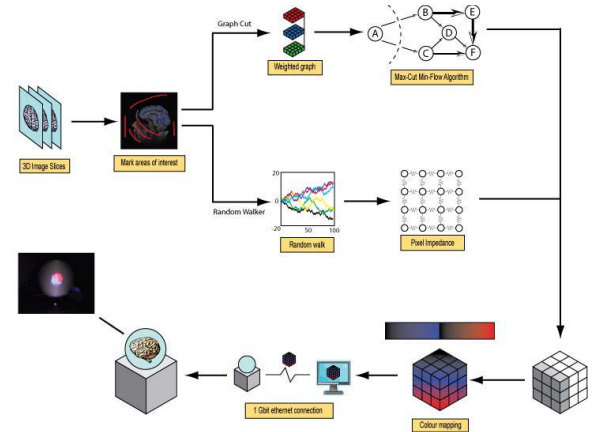 Graph Cut
Weighted graph
A
B
C
D
E
F
Max-Cut Min-Flow Algorithm
3D Image Slices
Mark areas of interest
Random Walker
20
0
-20
50
100
Random walk
Pixel Impedance
Colour mapping
1 Gbit ethernet connection